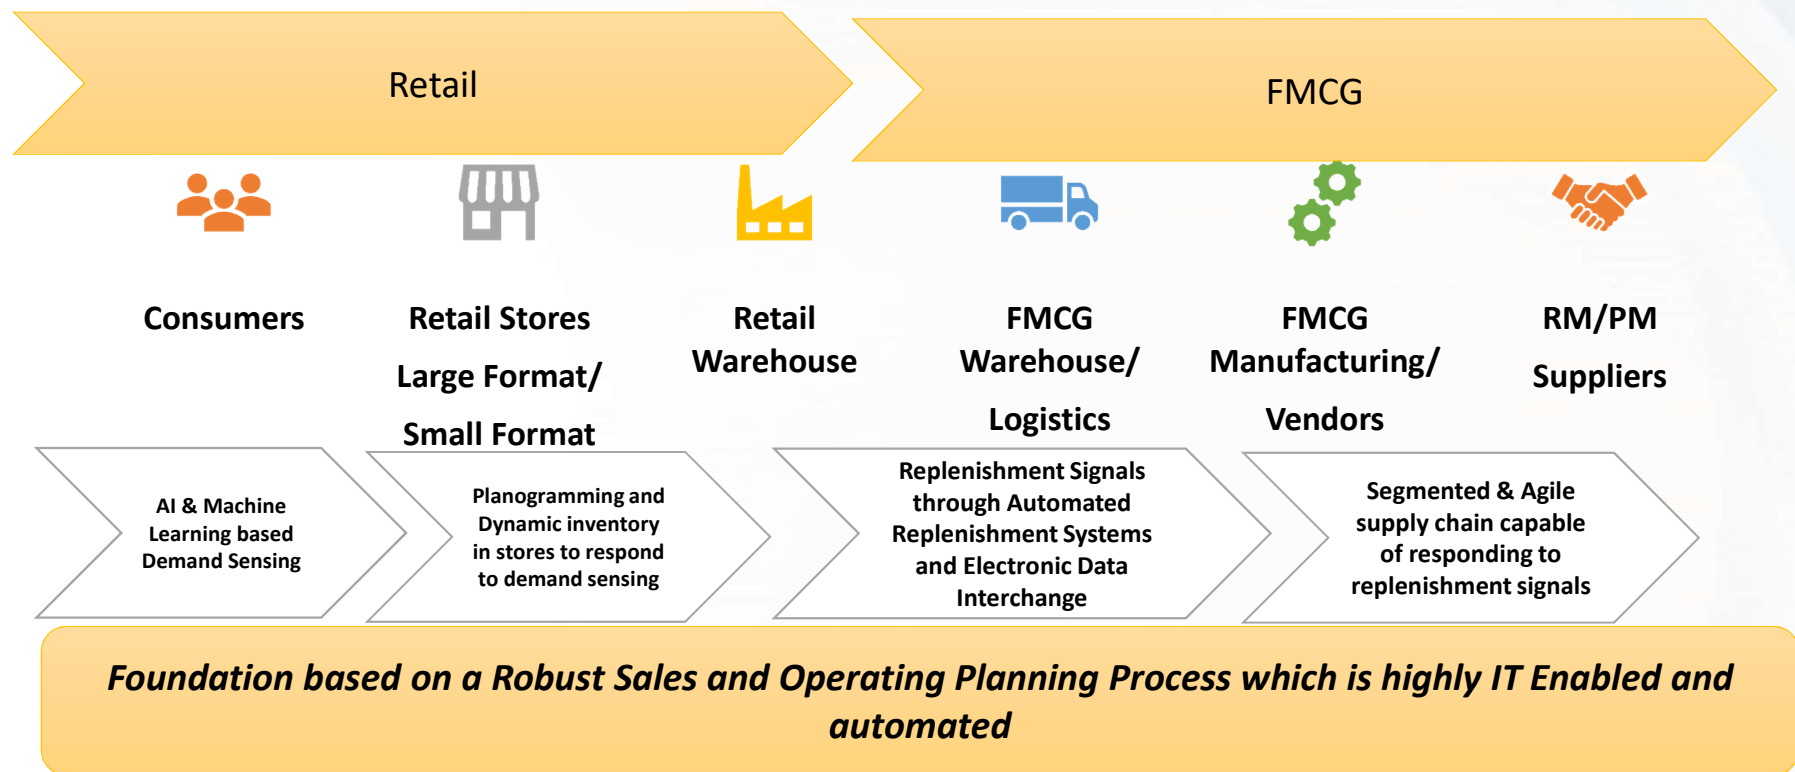 Retail
FMCG
Consumers
Retail Stores
Large Format/
Small Format
Retail
Warehouse
FMCG
Warehouse/
Logistics
FMCG
Manufacturing/
Vendors
RM/PM
Suppliers
AI & Machine
Learning based
Demand Sensing
Planogramming and
Dynamic inventory
in stores to respond
to demand sensing
Replenishment Signals
through Automated
Replenishment Systems
and Electronic Data
Interchange
Segmented & Agile
supply chain capable
of responding to
replenishment signals
Foundation based on a Robust Sales and Operating Planning Process which is highly IT Enabled and
automated